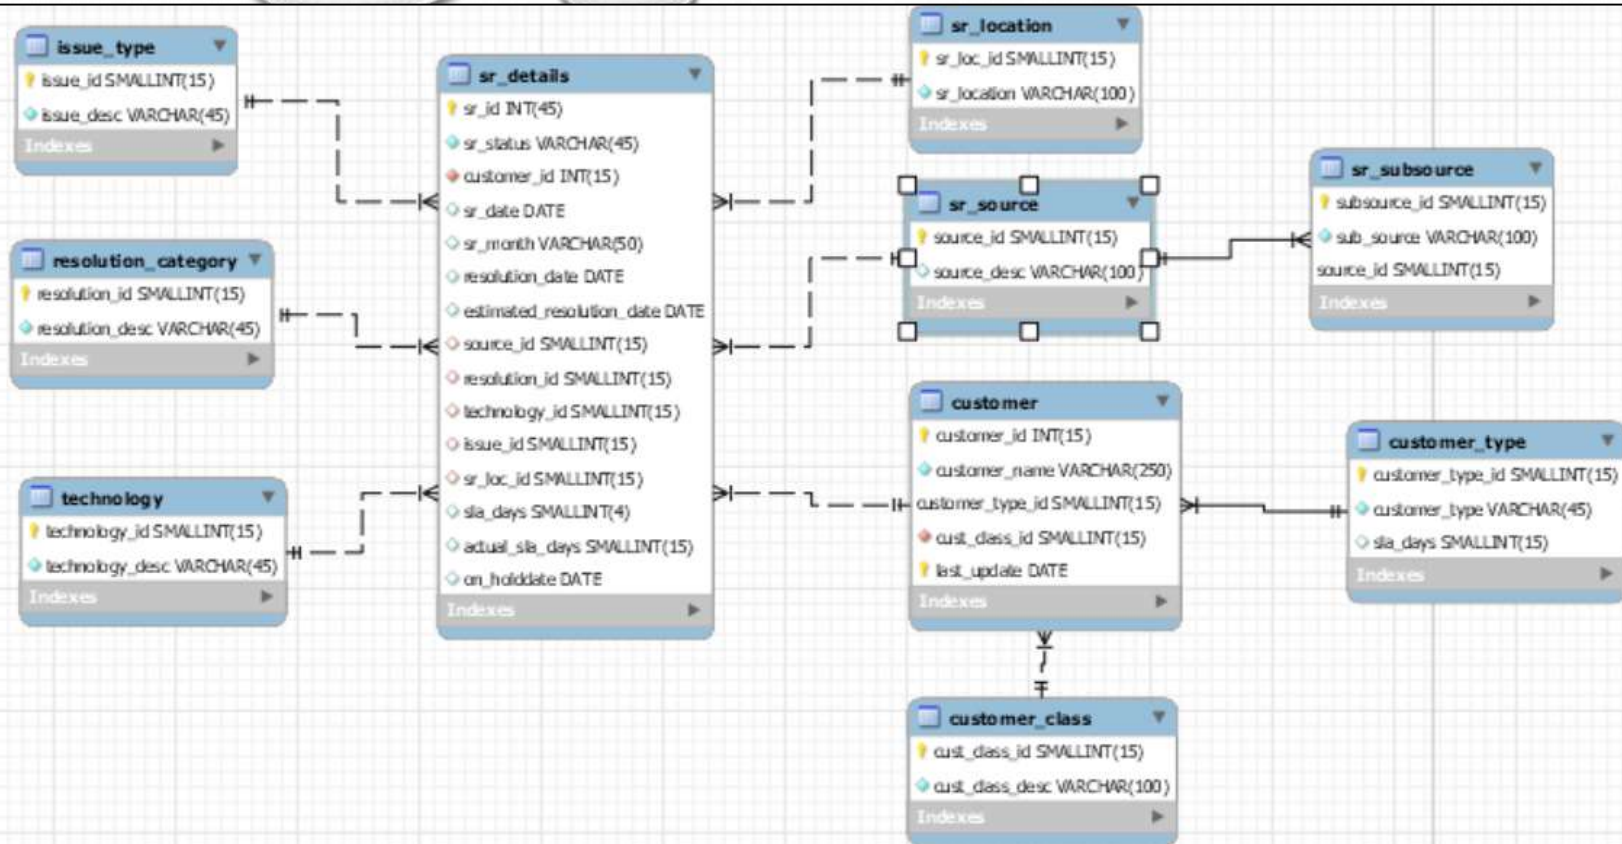 issue_type
issue_id SMALLINT(15)
issue_desc VARCHAR(45)
Indexes
resolution_category
resolution_id SMALLINT(15)
resolution_desc VARCHAR(45)
Indexes
technology
technology_id SMALLINT(15)
technology_desc VARCHAR(45)
Indexes
sr_details
sr_id INT(45)
sr_status VARCHAR(45)
customer_id INT(15)
sr_date DATE
sr_month VARCHAR(50)
resolution_date DATE
estimated_resolution_date DATE
source_id SMALLINT(15)
resolution_id SMALLINT(15)
technology_id SMALLINT(15)
issue_id SMALLINT(15)
sr_loc_id SMALLINT(15)
sla_days SMALLINT(4)
actual_sla_days SMALLINT(15)
on_holddate DATE
Indexes
sr_location
sr_loc_id SMALLINT(15)
sr_location VARCHAR(100)
Indexes
sr_source
source_id SMALLINT(15)
source_desc VARCHAR(100)
Indexes
sr_subsource
subsource_id SMALLINT(15)
sub_source VARCHAR(100)
source_id SMALLINT(15)
Indexes
customer
customer_id INT(15)
customer_name VARCHAR(250)
customer_type_id SMALLINT(15)
cust_class_id SMALLINT(15)
last_update DATE
Indexes
customer_type
customer_type_id SMALLINT(15)
customer_type VARCHAR(45)
sla_days SMALLINT(15)
Indexes
customer_class
cust_class_id SMALLINT(15)
cust_class_desc VARCHAR(100)
Indexes